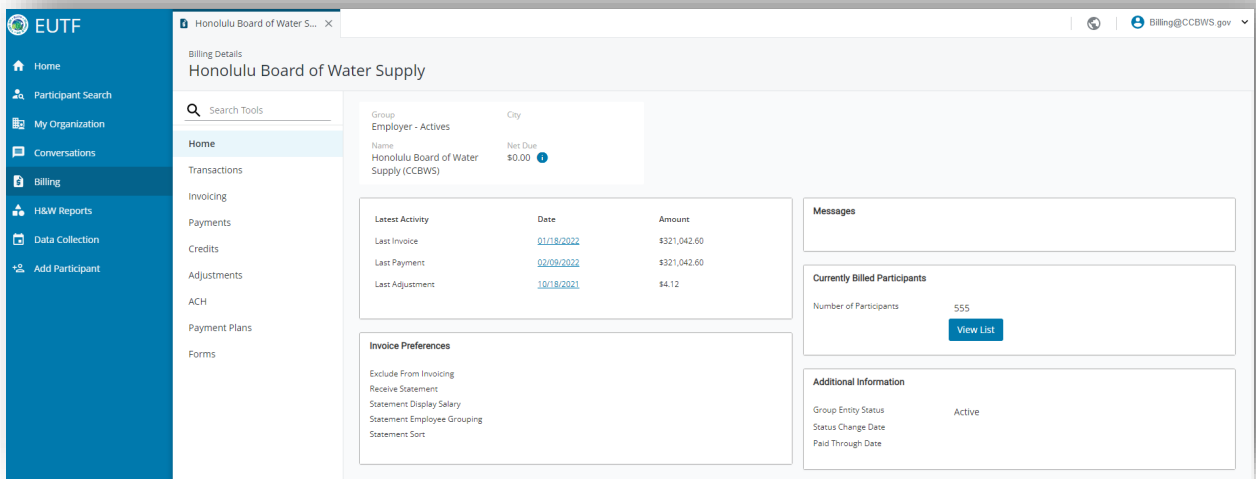 EUTF
Honolulu Board of Water S...
Billing@CCBWS.gov
Home
Participant Search
My Organization
Conversations
Billing
H&W Reports
Data Collection
Add Participant
Billing Details
Honolulu Board of Water Supply
Search Tools
Home
Transactions
Invoicing
Payments
Credits
Adjustments
ACH
Payment Plans
Forms
Group City
Employer - Actives
Name Net Due
Honolulu Board of Water $0.00
Supply (CCBWS)
Latest Activity Date Amount
Last Invoice 01/18/2022 $321,042.60
Last Payment 02/09/2022 $321,042.60
Last Adjustment 10/18/2021 $4.12
Invoice Preferences
Exclude From Invoicing
Receive Statement
Statement Display Salary
Statement Employee Grouping
Statement Sort
Messages
Currently Billed Participants
Number of Participants 555
View List
Additional Information
Group Entity Status Active
Status Change Date
Paid Through Date